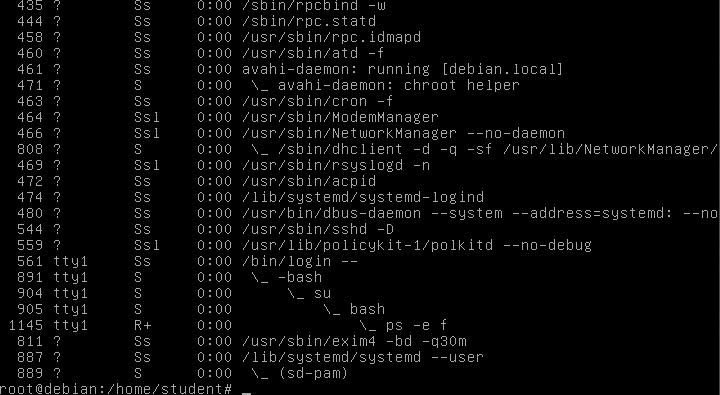 435 ?        Ss     0:00 /sbin/rpcbind -w
444 ?        Ss     0:00 /sbin/rpc.statd
458 ?        Ss     0:00 /usr/sbin/rpc.idmapd
460 ?        Ss     0:00 /usr/sbin/atd -f
461 ?        Ss     0:00 avahi-daemon: running [debian.local]
471 ?        S      0:00  \_ avahi-daemon: chroot helper
463 ?        Ss     0:00 /usr/sbin/cron -f
464 ?        Ssl    0:00 /usr/sbin/ModemManager
466 ?        Ssl    0:00 /usr/sbin/NetworkManager --no-daemon
808 ?        S      0:00  \_ /sbin/dhclient -d -q -sf /usr/lib/NetworkManager/
469 ?        Ssl    0:00 /usr/sbin/rsyslogd -n
472 ?        Ss     0:00 /usr/sbin/acpid
474 ?        Ss     0:00 /lib/systemd/systemd-logind
480 ?        Ss     0:00 /usr/bin/dbus-daemon --system --address=systemd: --no
544 ?        Ss     0:00 /usr/sbin/sshd -D
559 ?        Ssl    0:00 /usr/lib/policykit-1/polkitd --no-debug
561 tty1     Ss     0:00 /bin/login --
891 tty1     S      0:00  \_ -bash
904 tty1     S      0:00      \_ su
905 tty1     S      0:00          \_ bash
1145 tty1     R+     0:00              \_ ps -e f
811 ?        Ss     0:00 /usr/sbin/exim4 -bd -q30m
887 ?        Ss     0:00 /lib/systemd/systemd --user
889 ?        S      0:00  \_ (sd-pam)
root@debian:/home/student# _